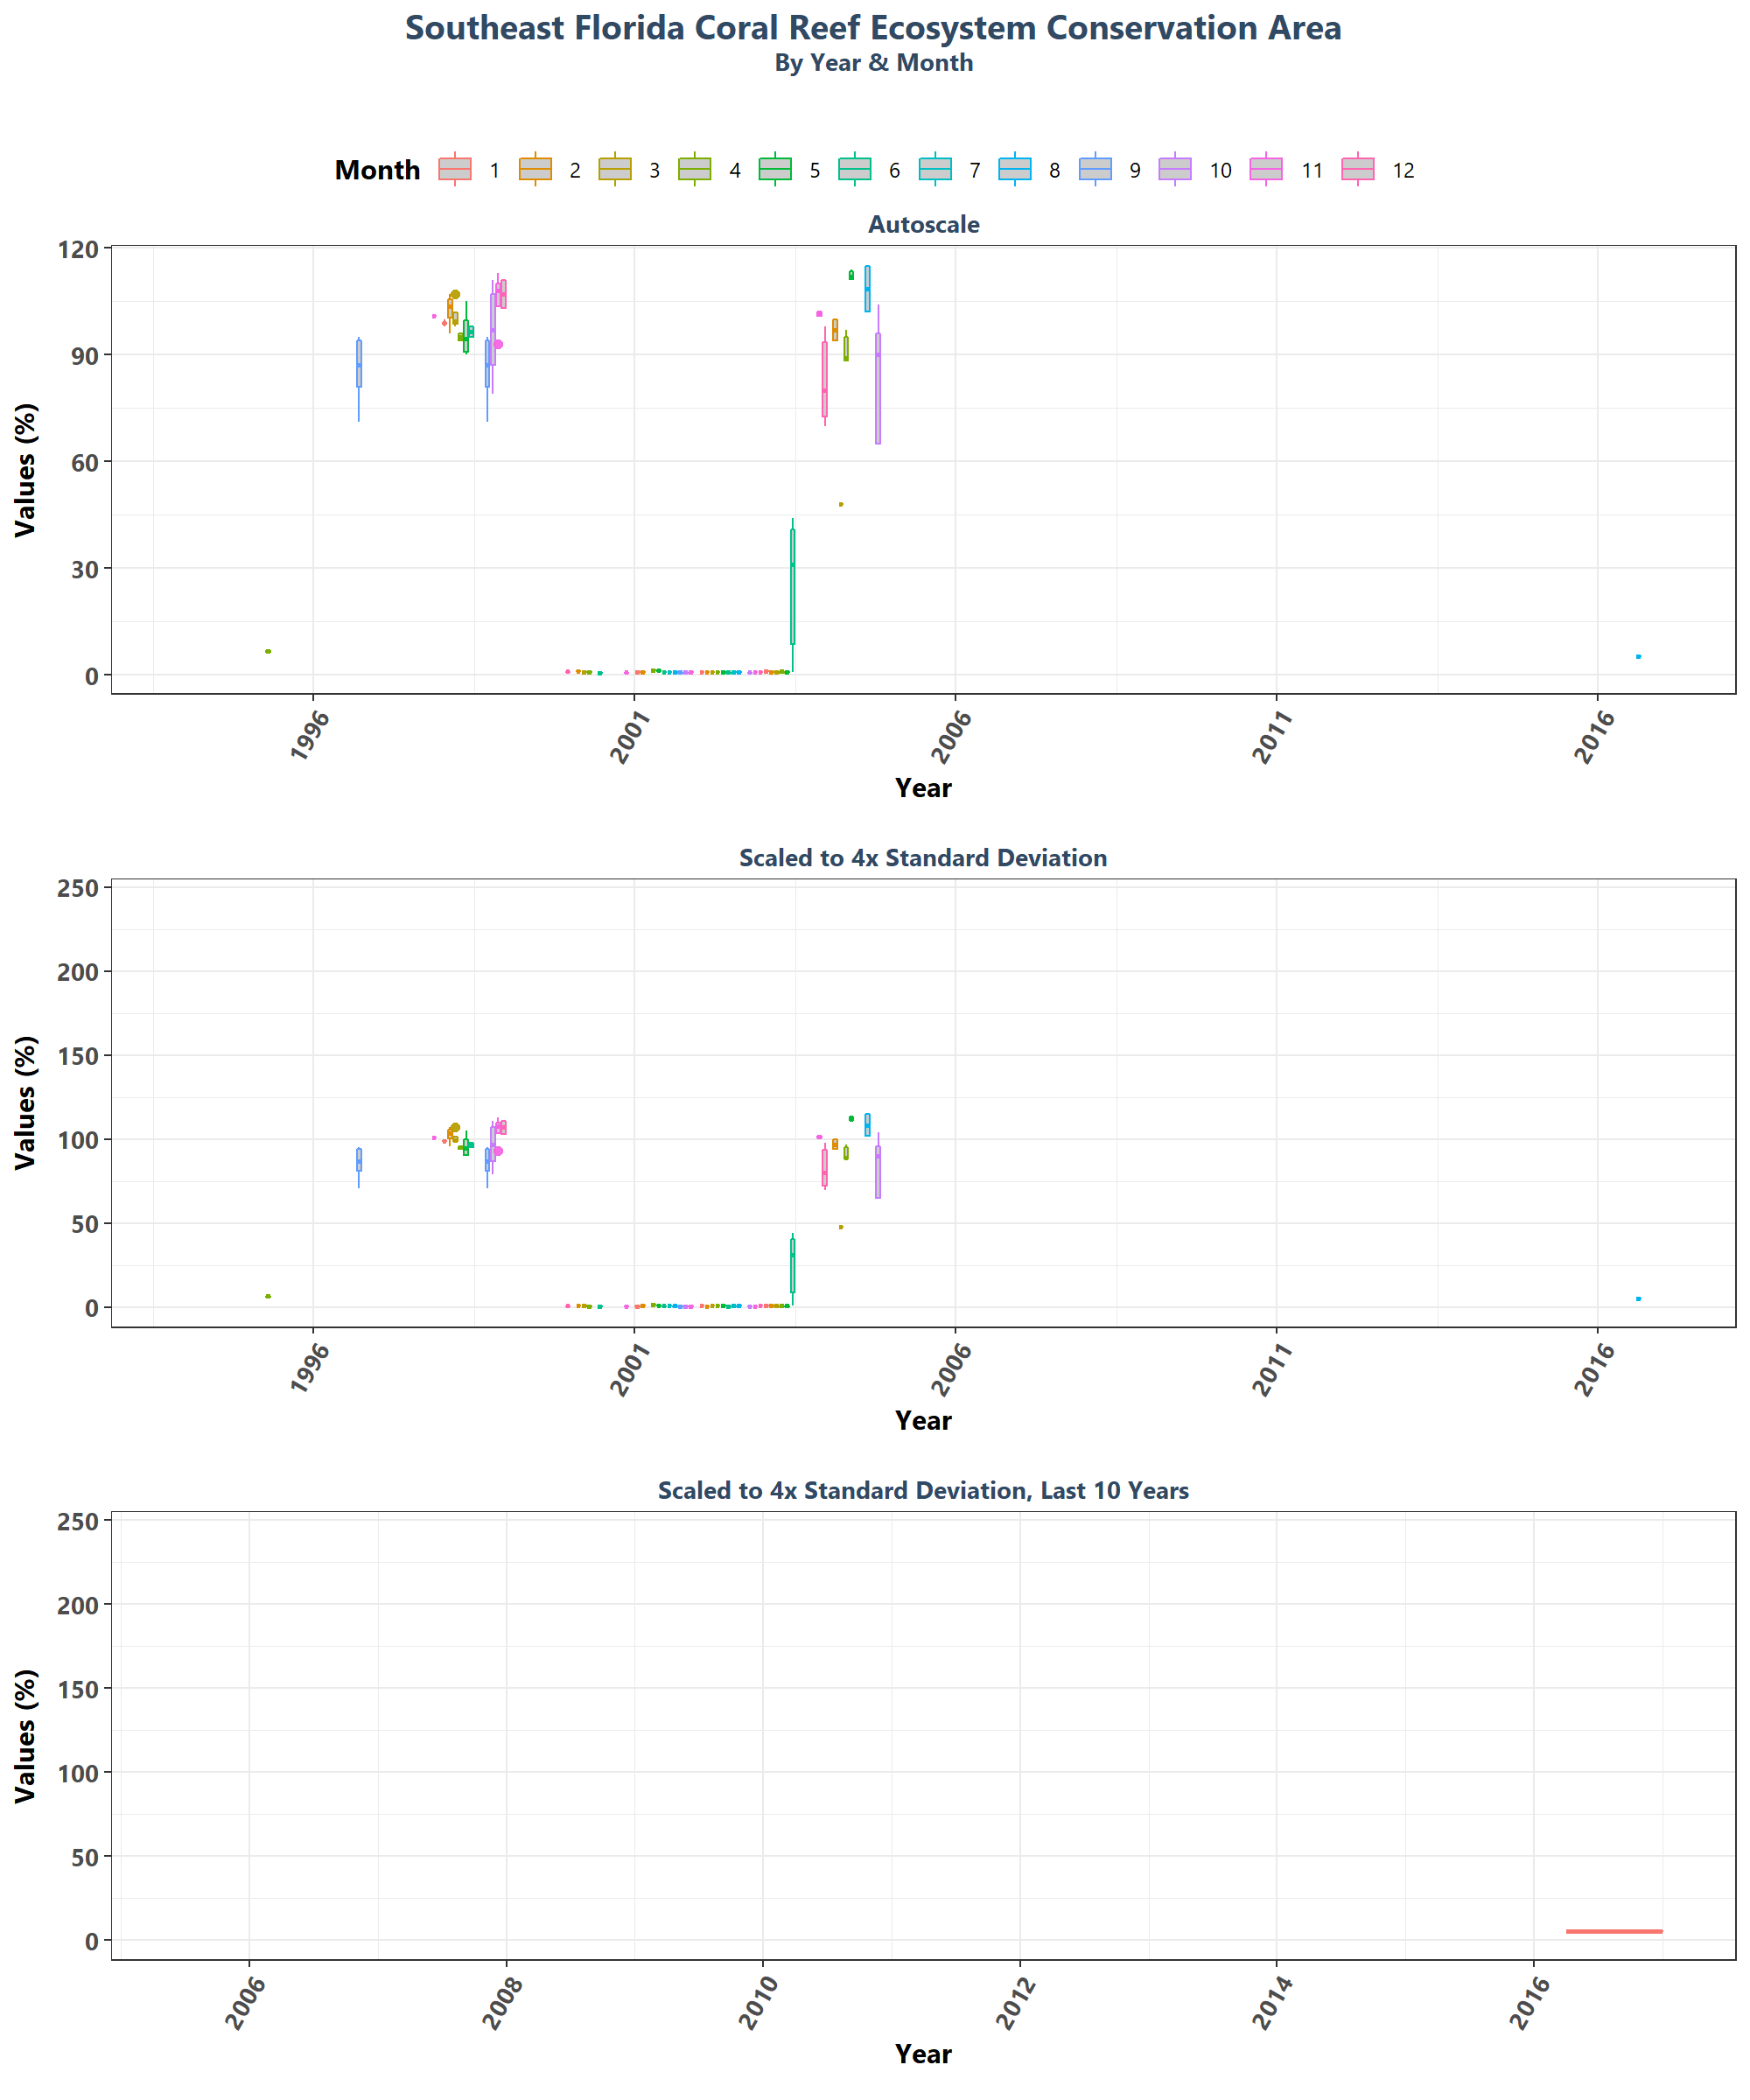 Southeast Florida Coral Reef Ecosystem Conservation Area
By Year & Month
Month 1 2 3 4 5 6 7 8 9 10 11 12
Autoscale
120
90
60
30
0
Values (%)
1996 2001 2006 2011 2016
Year
Scaled to 4x Standard Deviation
250
200
150
100
50
0
Values (%)
1996 2001 2006 2011 2016
Year
Scaled to 4x Standard Deviation, Last 10 Years
250
200
150
100
50
0
Values (%)
2006 2008 2010 2012 2014 2016
Year